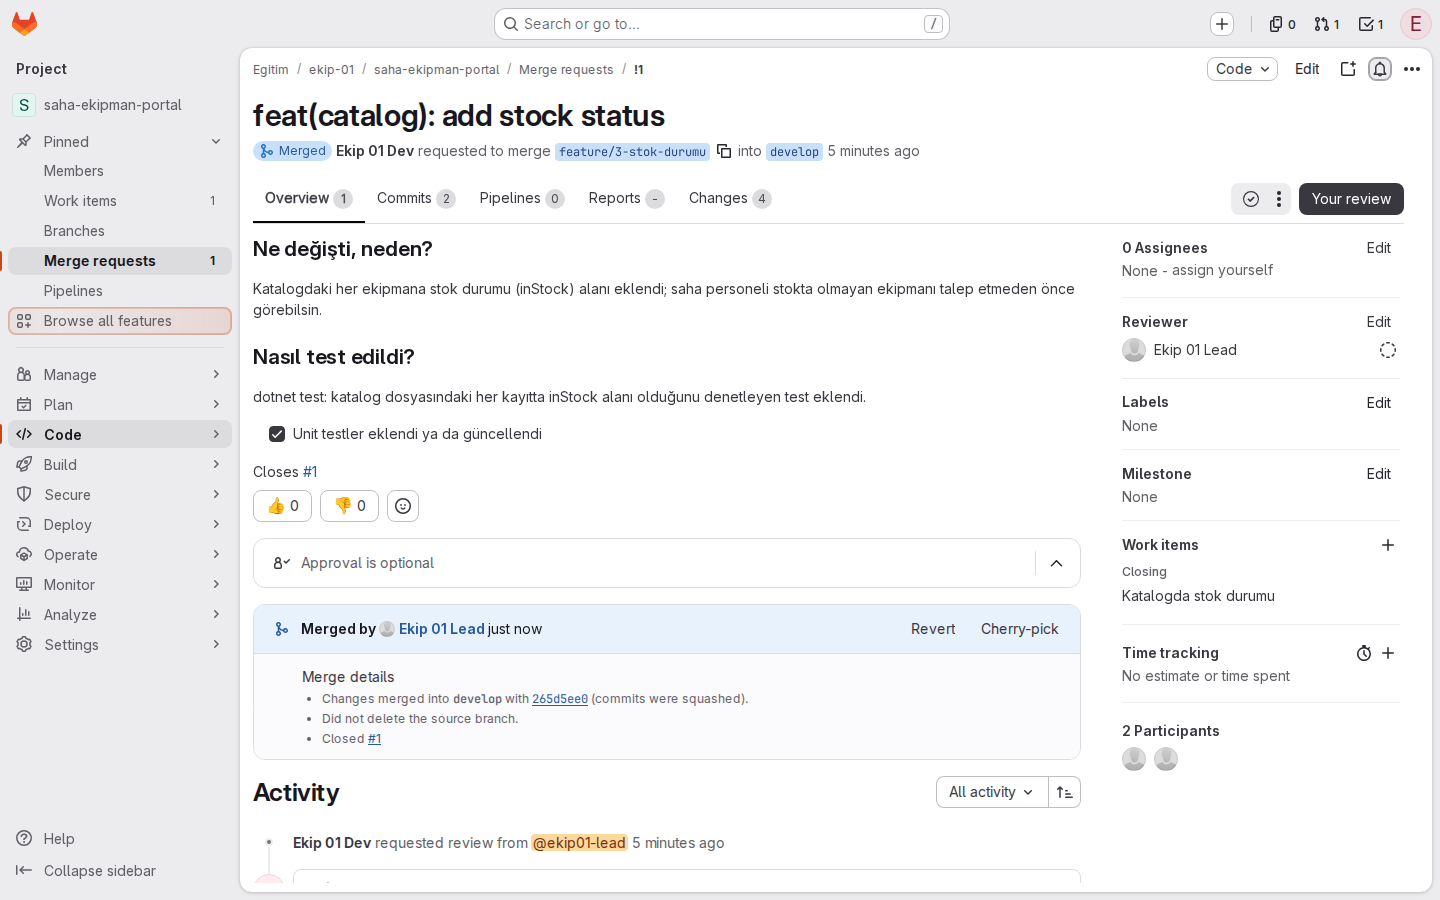 Search or go to...
/
0
1
1
E
Project
S
saha-ekipman-portal
Pinned
Members
Work items 1
Branches
Merge requests 1
Pipelines
Browse all features
Manage
Plan
Code
Build
Secure
Deploy
Operate
Monitor
Analyze
Settings
Help
Collapse sidebar
Egitim / ekip-01 / saha-ekipman-portal / Merge requests / !1
Code
Edit
feat(catalog): add stock status
Merged Ekip 01 Dev requested to merge feature/3-stok-durumu into develop 5 minutes ago
Overview 1
Commits 2
Pipelines 0
Reports -
Changes 4
Your review
Ne değişti, neden?
Katalogdaki her ekipmana stok durumu (inStock) alanı eklendi; saha personeli stokta olmayan ekipmanı talep etmeden önce
görebilsin.
Nasıl test edildi?
dotnet test: katalog dosyasındaki her kayıtta inStock alanı olduğunu denetleyen test eklendi.
Unit testler eklendi ya da güncellendi
Closes #1
👍 0
👎 0
Approval is optional
Merged by Ekip 01 Lead just now
Revert
Cherry-pick
Merge details
Changes merged into develop with 265d5ee0 (commits were squashed).
Did not delete the source branch.
Closed #1
Activity
All activity
Ekip 01 Dev requested review from @ekip01-lead 5 minutes ago
0 Assignees
Edit
None - assign yourself
Reviewer
Edit
Ekip 01 Lead
Labels
Edit
None
Milestone
Edit
None
Work items
Closing
Katalogda stok durumu
Time tracking
No estimate or time spent
2 Participants